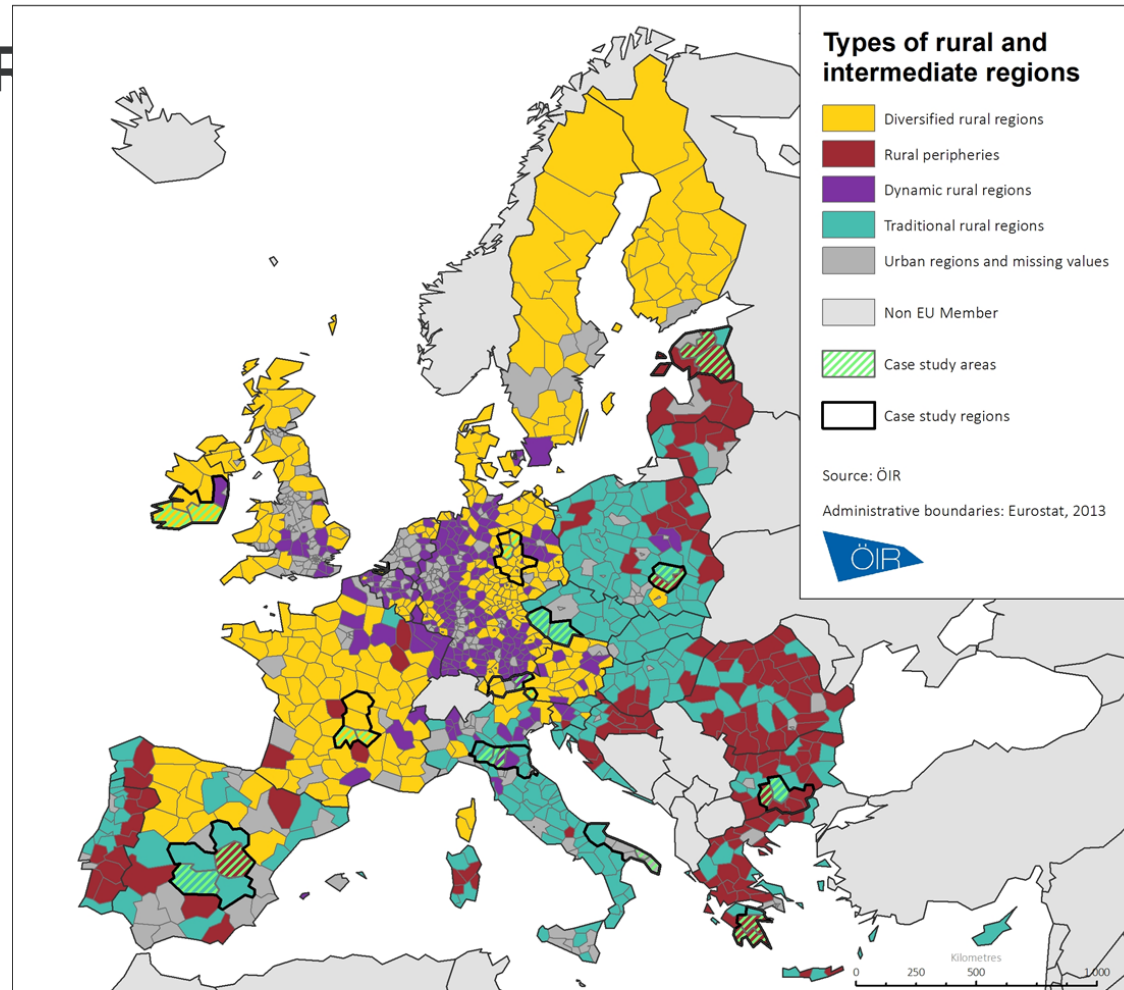 F
Types of rural and
intermediate regions
Diversified rural regions
Rural peripheries
Dynamic rural regions
Traditional rural regions
Urban regions and missing values
Non EU Member
Case study areas
Case study regions
Source: ÖIR
Administrative boundaries: Eurostat, 2013
ÖIR
Kilometres
0 250 500 1 000